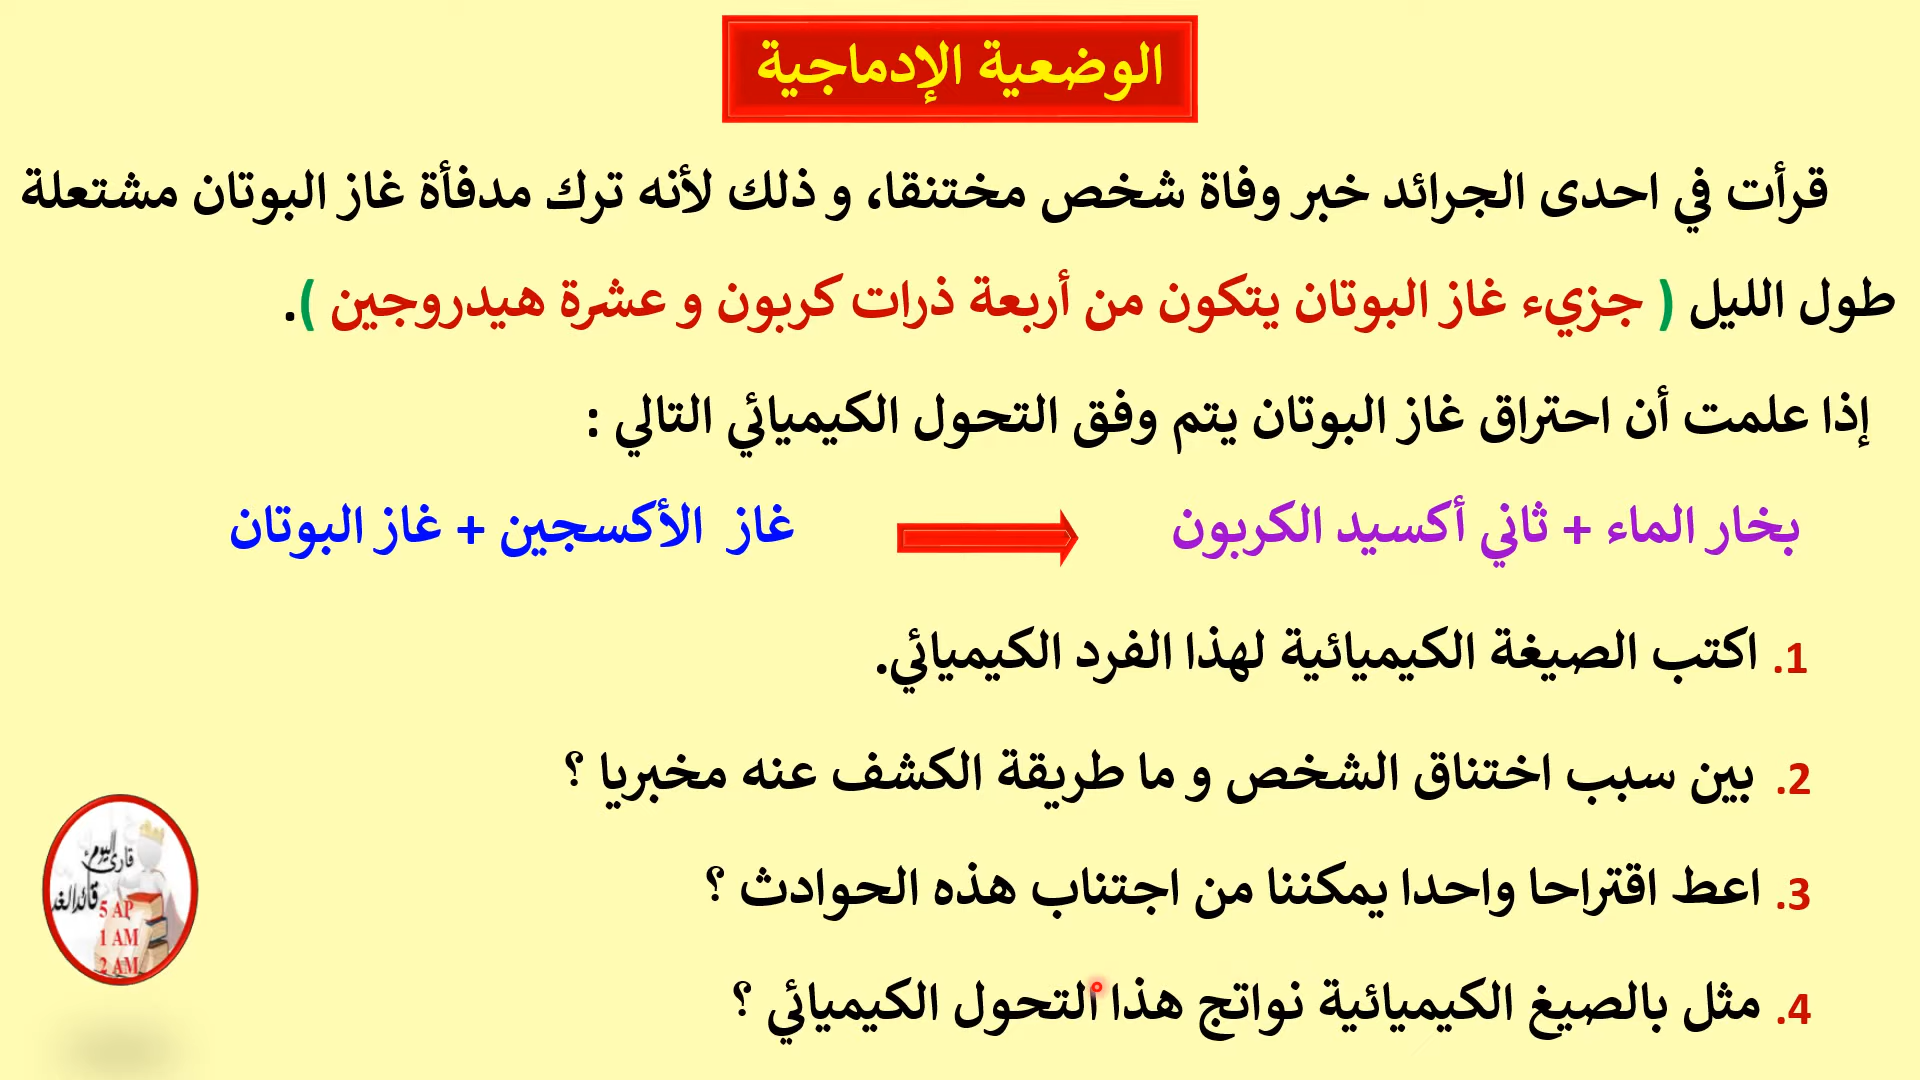 الوضعية الإدماجية
قرأت في احدى الجرائد خبر وفاة شخص مختنقا، و ذلك لأنه ترك مدفأة غاز البوتان مشتعلة
طول الليل ( جزيء غاز البوتان يتكون من أربعة ذرات كربون و عشرة هيدروجين ).
إذا علمت أن احتراق غاز البوتان يتم وفق التحول الكيميائي التالي :
غاز الأكسجين + غاز البوتان بخار الماء + ثاني أكسيد الكربون
1. اكتب الصيغة الكيميائية لهذا الفرد الكيميائي.
2. بين سبب اختناق الشخص و ما طريقة الكشف عنه مخبريا ؟
3. اعط اقتراحا واحدا يمكننا من اجتناب هذه الحوادث ؟
4. مثل بالصيغ الكيميائية نواتج هذا التحول الكيميائي ؟
قارئ اليوم
قائد الغد
5 AP
1 AM
2 AM